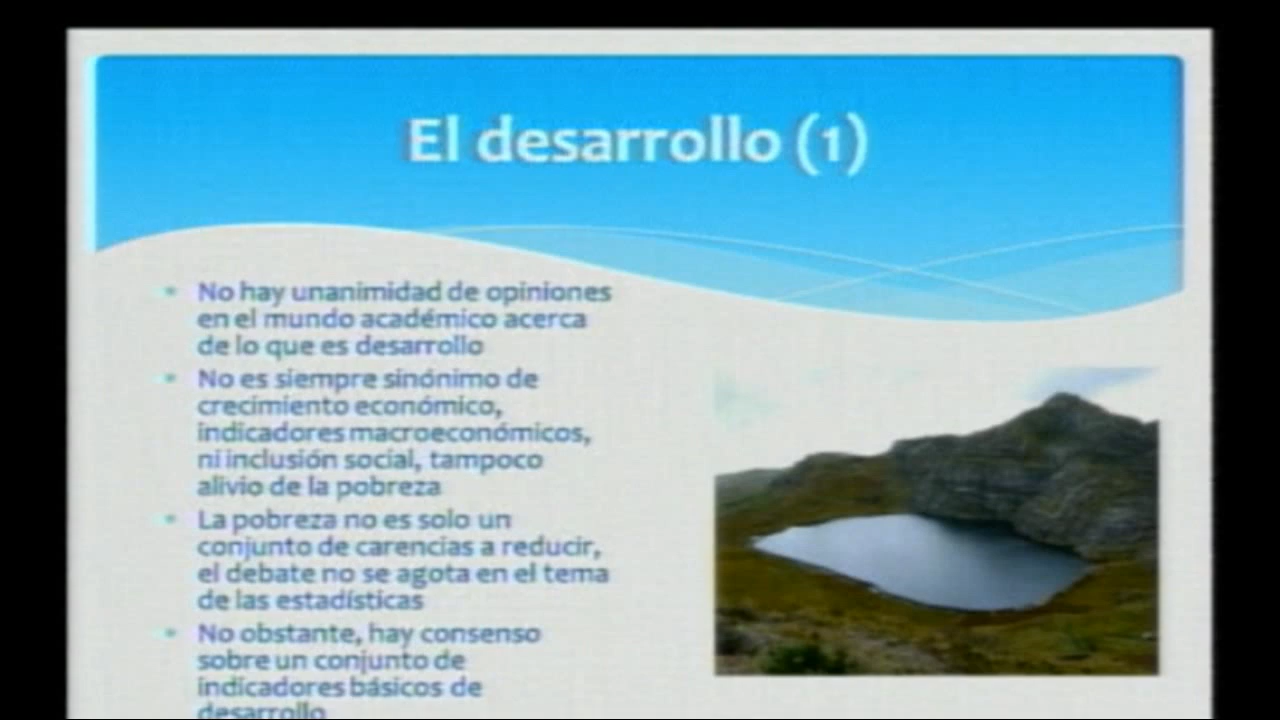 El desarrollo (1)
No hay unanimidad de opiniones
en el mundo académico acerca
de lo que es desarrollo
No es siempre sinónimo de
crecimiento económico,
indicadores macroeconómicos,
ni inclusión social, tampoco
alivio de la pobreza
La pobreza no es solo un
conjunto de carencias a reducir,
el debate no se agota en el tema
de las estadísticas
No obstante, hay consenso
sobre un conjunto de
indicadores básicos de
desarrollo